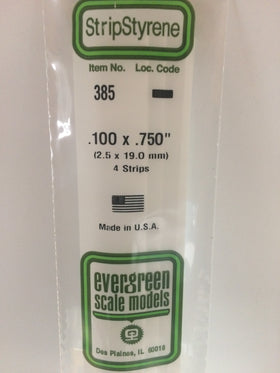 StripStyrene
Item No. Loc. Code
385
.100 x .750"
(2.5 x 19.0 mm)
4 Strips
Made in U.S.A.
evergreen
scale models
Des Plaines, IL 60018